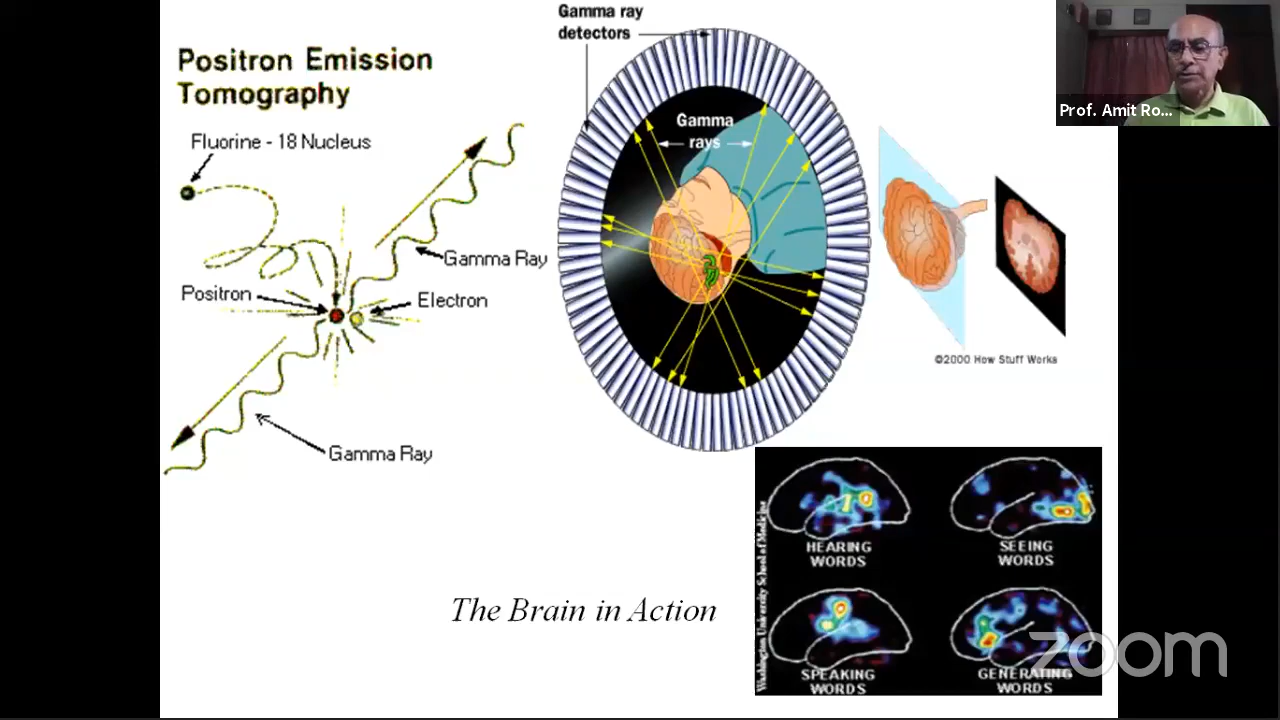 Positron Emission
Tomography
Fluorine - 18 Nucleus
Gamma Ray
Positron
Electron
Gamma Ray
Gamma ray
detectors
Gamma
rays
©2000 How Stuff Works
Prof. Amit Ro...
The Brain in Action
Washington University School of Medicine
HEARING
WORDS
SEEING
WORDS
SPEAKING
WORDS
GENERATING
WORDS
zoom